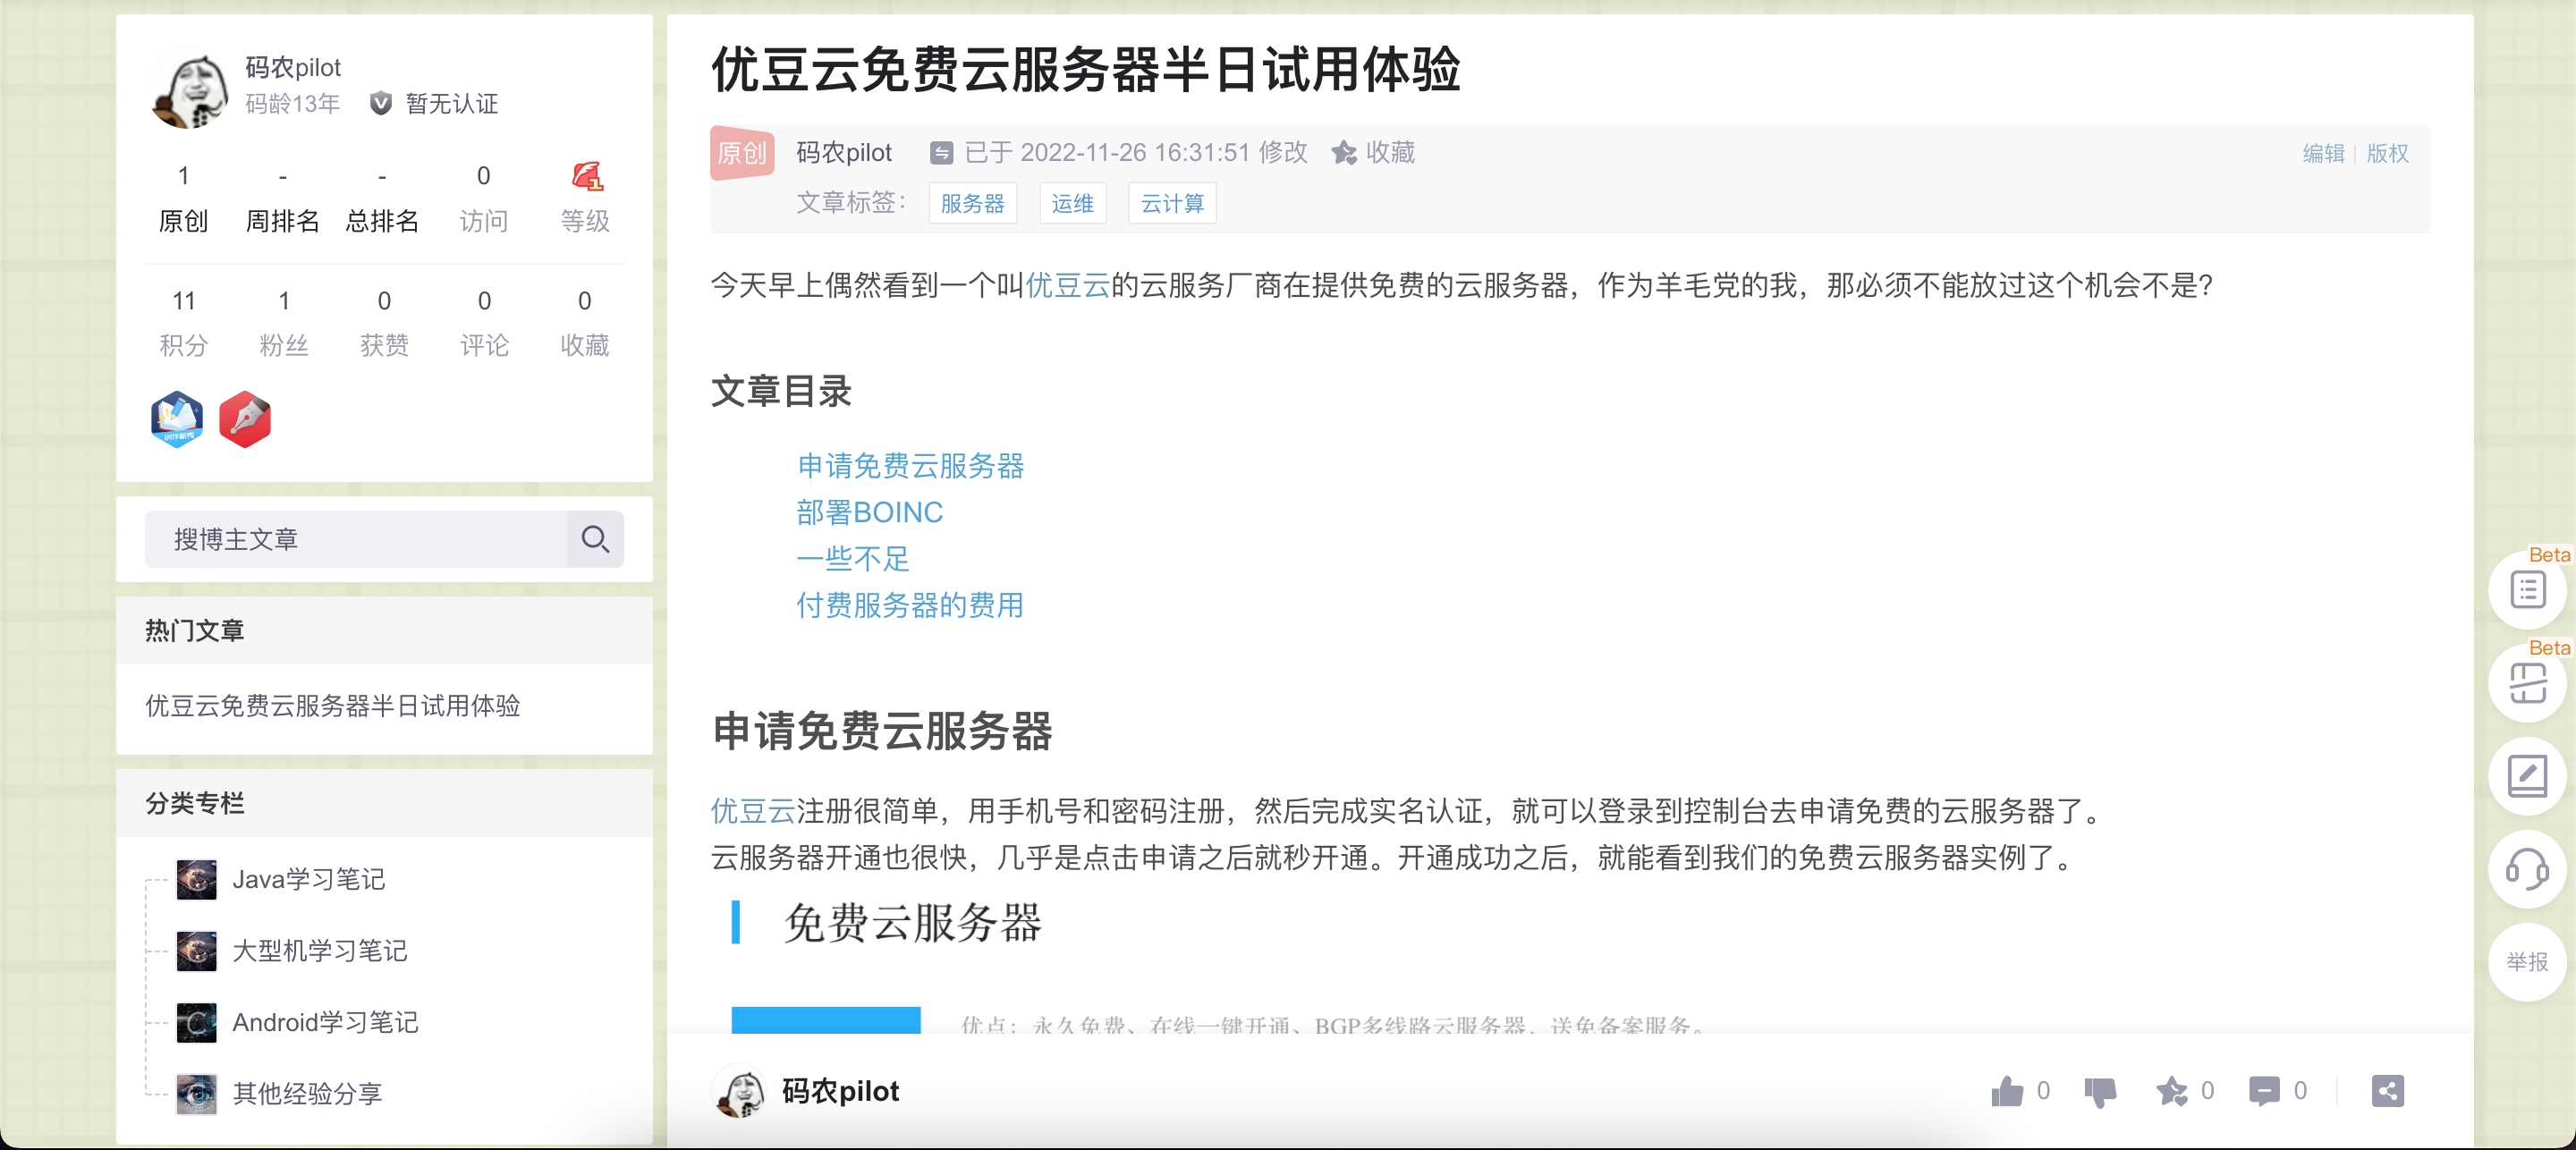 码农pilot
码龄13年 暂无认证
1 - - 0 1
原创 周排名 总排名 访问 等级
11 1 0 0 0
积分 粉丝 获赞 评论 收藏
创作新秀
搜博主文章
热门文章
优豆云免费云服务器半日试用体验
分类专栏
Java学习笔记
大型机学习笔记
Android学习笔记
其他经验分享
优豆云免费云服务器半日试用体验
原创 码农pilot 已于 2022-11-26 16:31:51 修改 收藏 编辑 版权
文章标签： 服务器 运维 云计算
今天早上偶然看到一个叫优豆云的云服务厂商在提供免费的云服务器，作为羊毛党的我，那必须不能放过这个机会不是？
文章目录
申请免费云服务器
部署BOINC
一些不足
付费服务器的费用
申请免费云服务器
优豆云注册很简单，用手机号和密码注册，然后完成实名认证，就可以登录到控制台去申请免费的云服务器了。
云服务器开通也很快，几乎是点击申请之后就秒开通。开通成功之后，就能看到我们的免费云服务器实例了。
免费云服务器
优点：永久免费、在线一键开通、BGP多线路云服务器，送免备案服务。
码农pilot 0 0 0
Beta
Beta
举报